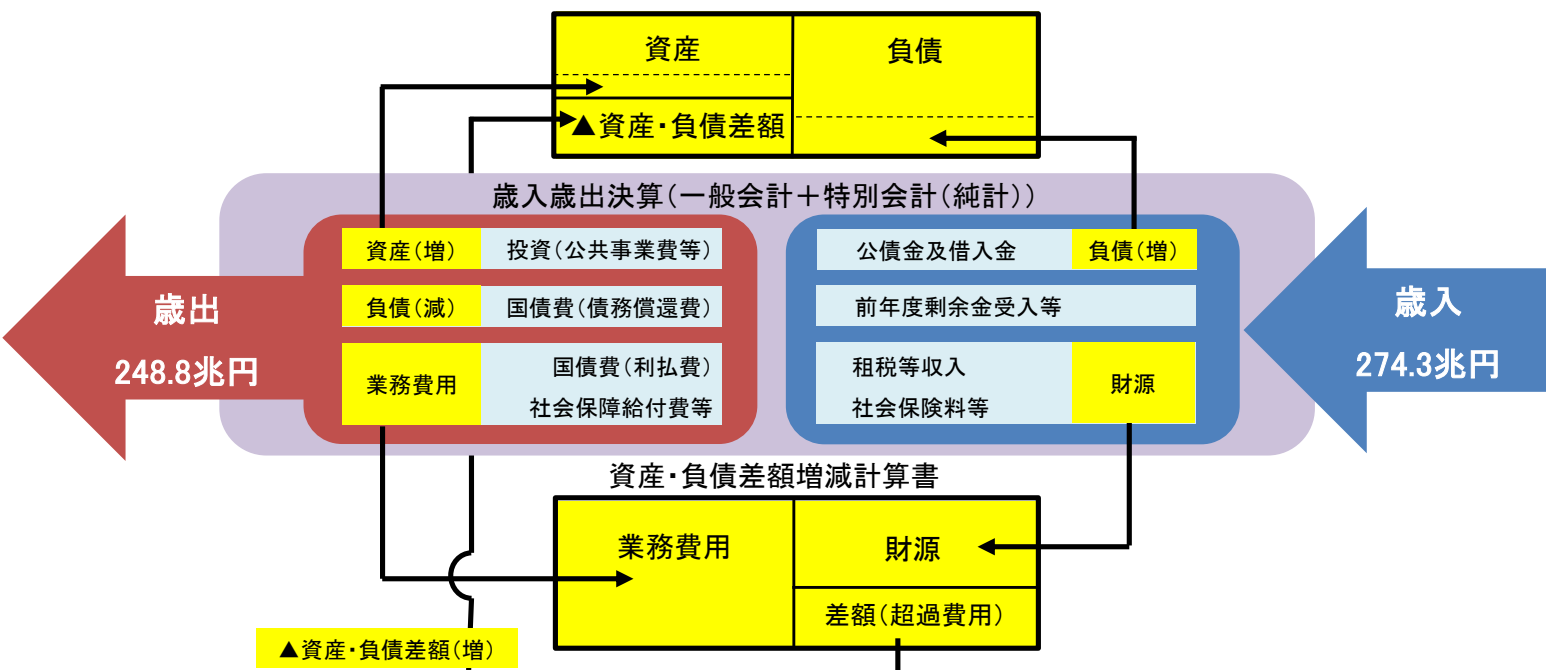 資産
負債
▲資産・負債差額
歳入歳出決算(一般会計+特別会計(純計))
歳出
248.8兆円
資産(増)
投資(公共事業費等)
負債(減)
国債費(債務償還費)
業務費用
国債費(利払費)
社会保障給付費等
公債金及借入金
負債(増)
前年度剰余金受入等
租税等収入
社会保険料等
財源
歳入
274.3兆円
資産・負債差額増減計算書
業務費用
財源
差額(超過費用)
▲資産・負債差額(増)